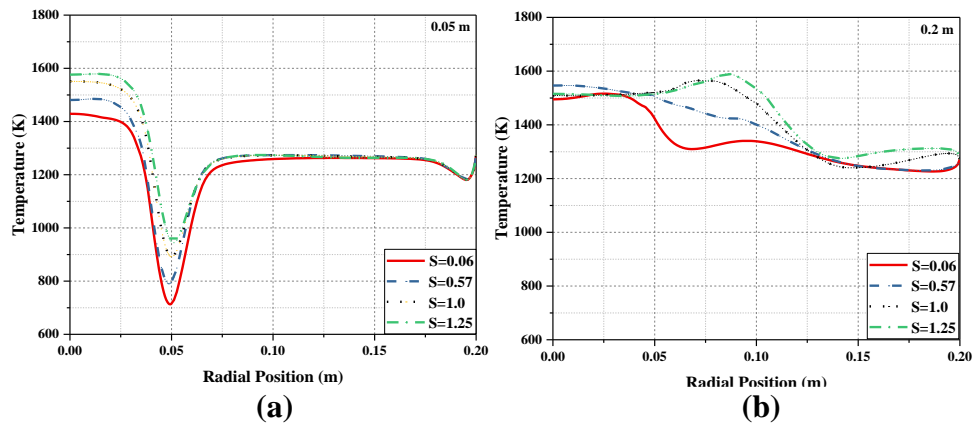 1800
1600
1400
1200
1000
800
600
Temperature (K)
0.05 m
S=0.06
S=0.57
S=1.0
S=1.25
0.00 0.05 0.10 0.15 0.20
Radial Position (m)
(a)
1800
1600
1400
1200
1000
800
600
Temperature (K)
0.2 m
S=0.06
S=0.57
S=1.0
S=1.25
0.00 0.05 0.10 0.15 0.20
Radial Position (m)
(b)